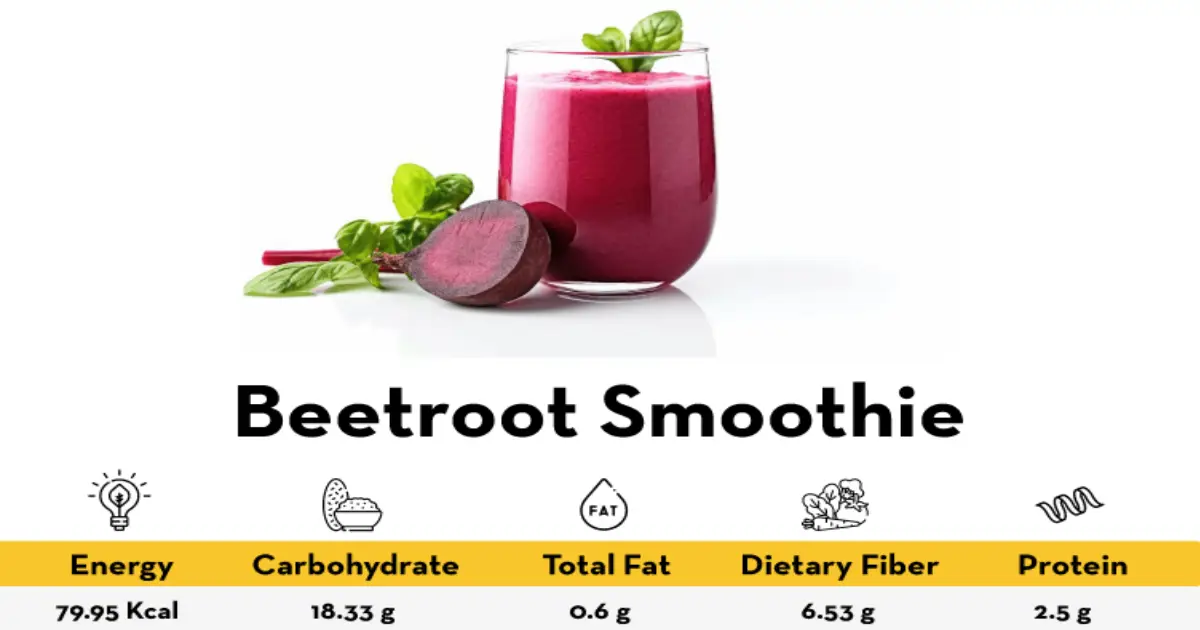 Beetroot Smoothie
FAT
Energy Carbohydrate Total Fat Dietary Fiber Protein
79.95 Kcal 18.33 g 0.6 g 6.53 g 2.5 g